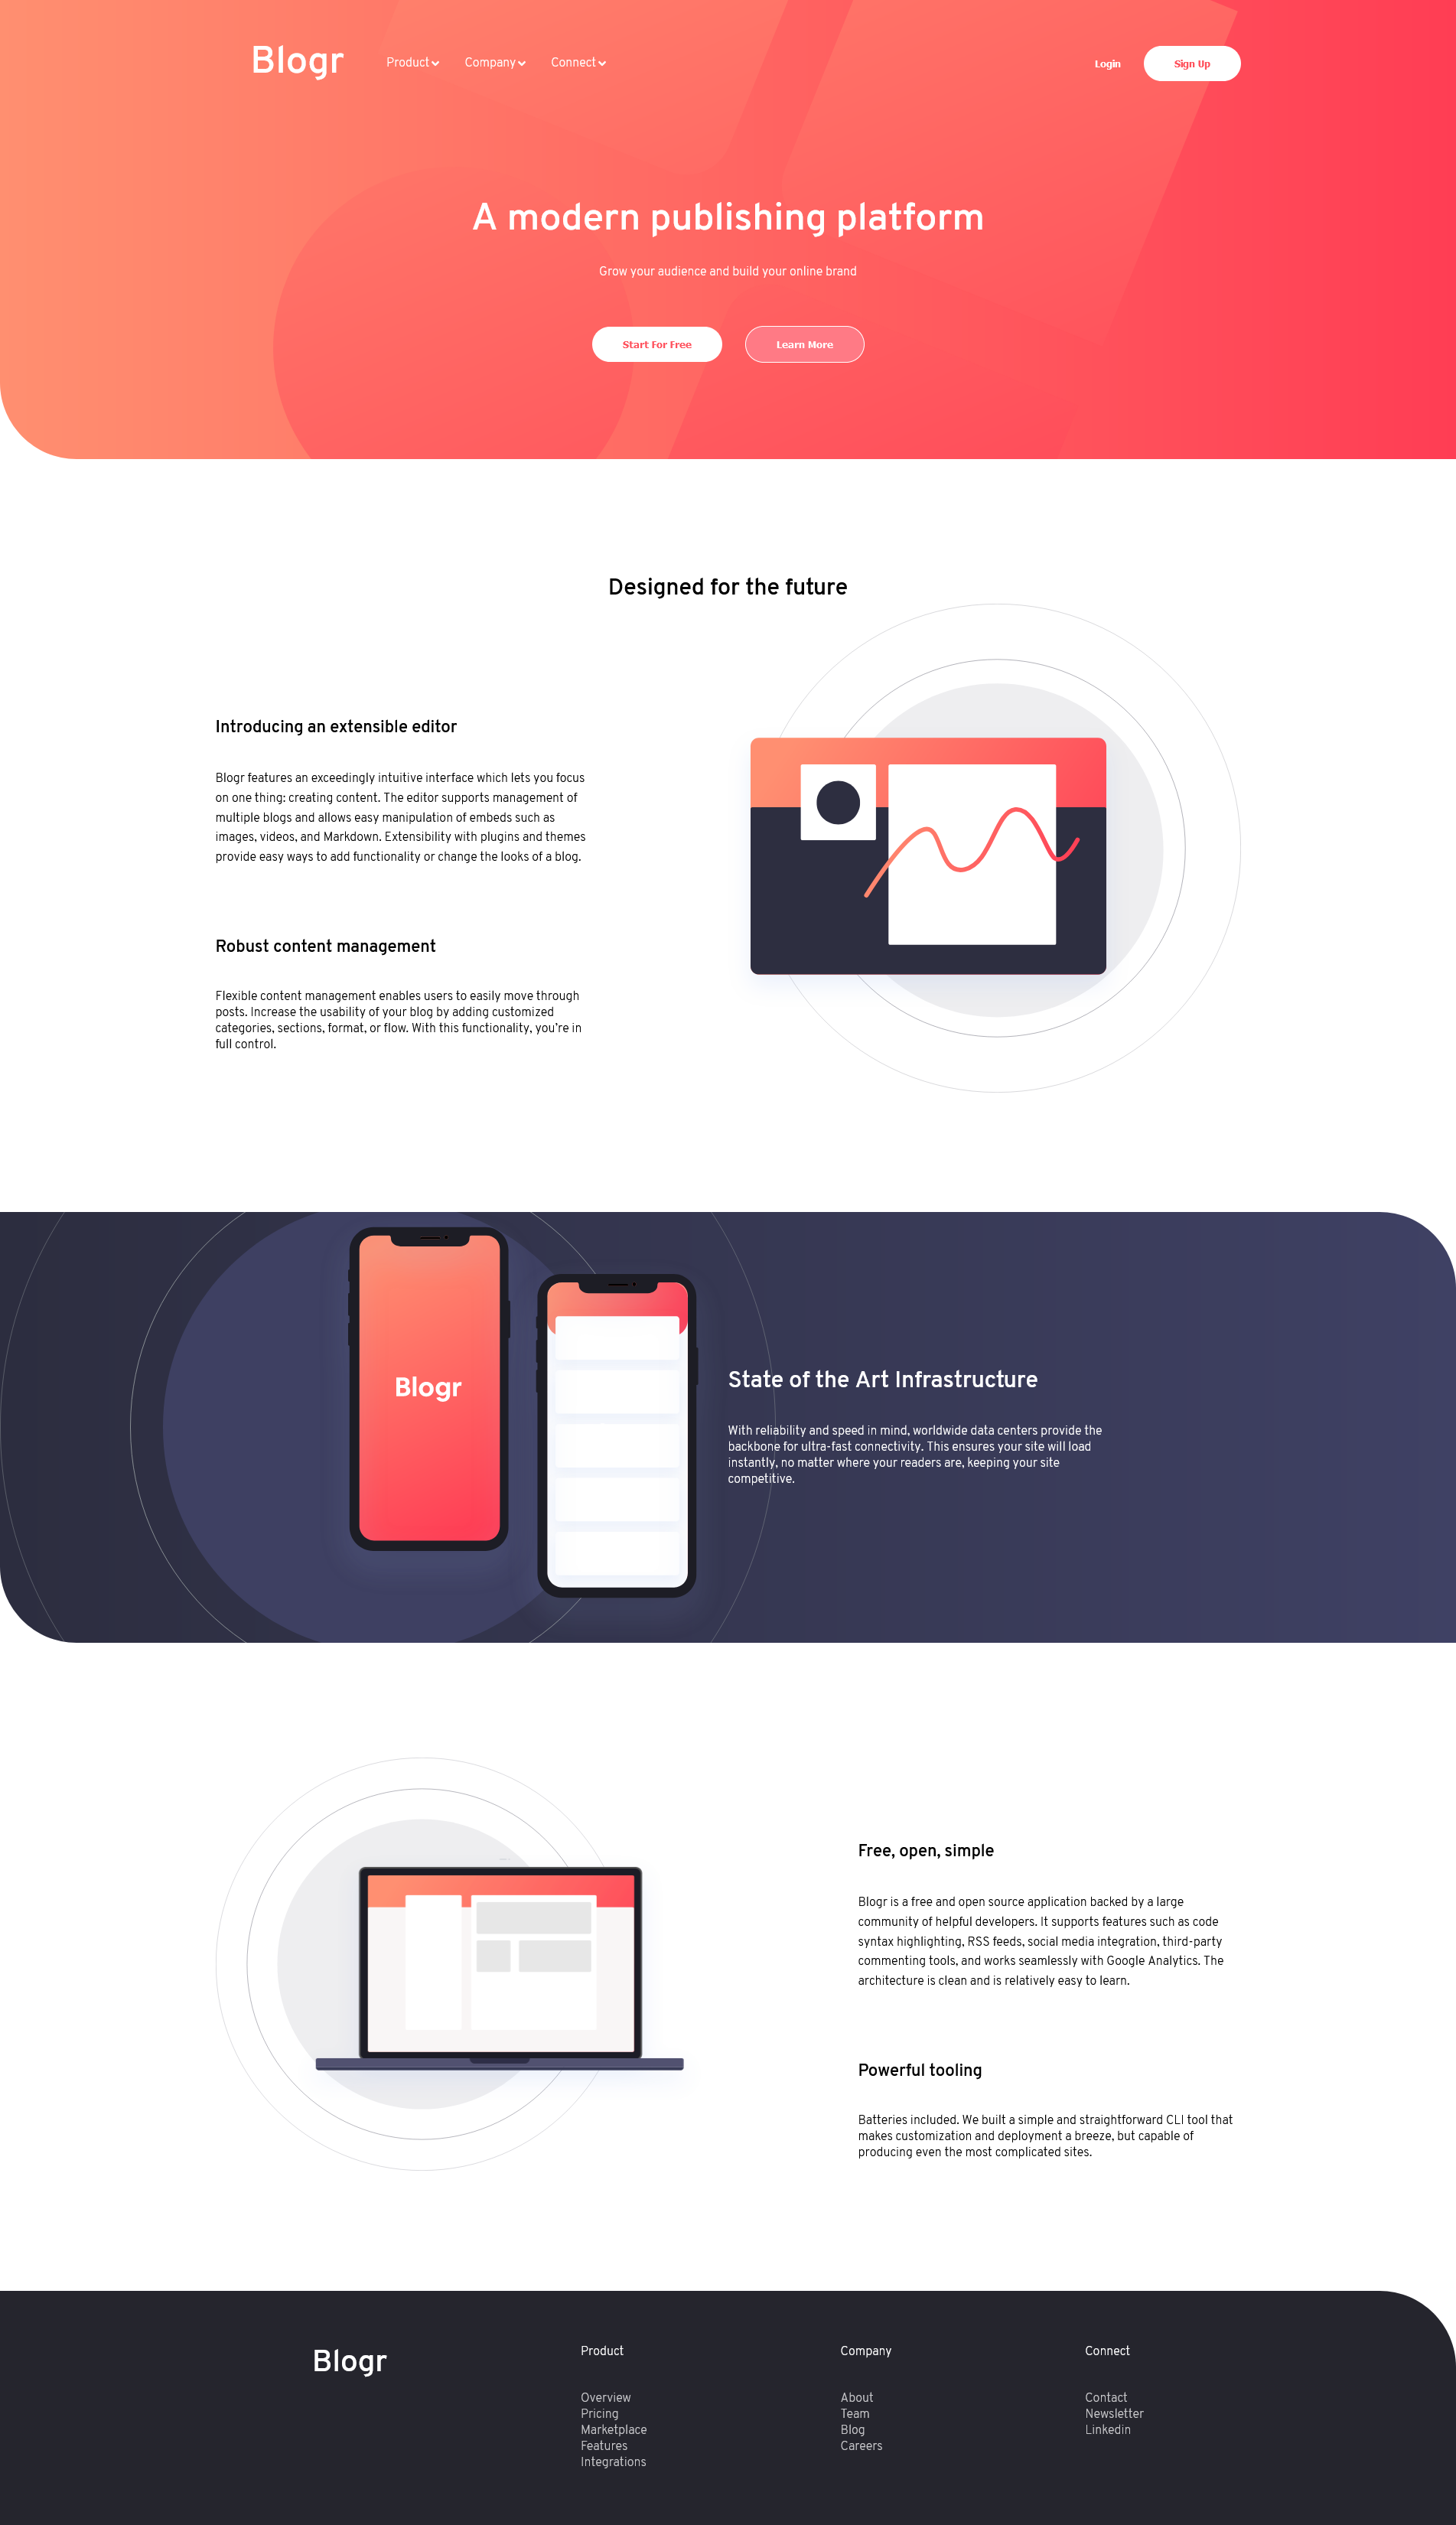 Blogr Product Company Connect Login Sign Up
A modern publishing platform
Grow your audience and build your online brand
Start For Free Learn More
Designed for the future
Introducing an extensible editor
Blogr features an exceedingly intuitive interface which lets you focus
on one thing: creating content. The editor supports management of
multiple blogs and allows easy manipulation of embeds such as
images, videos, and Markdown. Extensibility with plugins and themes
provide easy ways to add functionality or change the looks of a blog.
Robust content management
Flexible content management enables users to easily move through
posts. Increase the usability of your blog by adding customized
categories, sections, format, or flow. With this functionality, you're in
full control.
Blogr
State of the Art Infrastructure
With reliability and speed in mind, worldwide data centers provide the
backbone for ultra-fast connectivity. This ensures your site will load
instantly, no matter where your readers are, keeping your site
competitive.
Free, open, simple
Blogr is a free and open source application backed by a large
community of helpful developers. It supports features such as code
syntax highlighting, RSS feeds, social media integration, third-party
commenting tools, and works seamlessly with Google Analytics. The
architecture is clean and is relatively easy to learn.
Powerful tooling
Batteries included. We built a simple and straightforward CLI tool that
makes customization and deployment a breeze, but capable of
producing even the most complicated sites.
Blogr
Product
Overview
Pricing
Marketplace
Features
Integrations
Company
About
Team
Blog
Careers
Connect
Contact
Newsletter
Linkedin